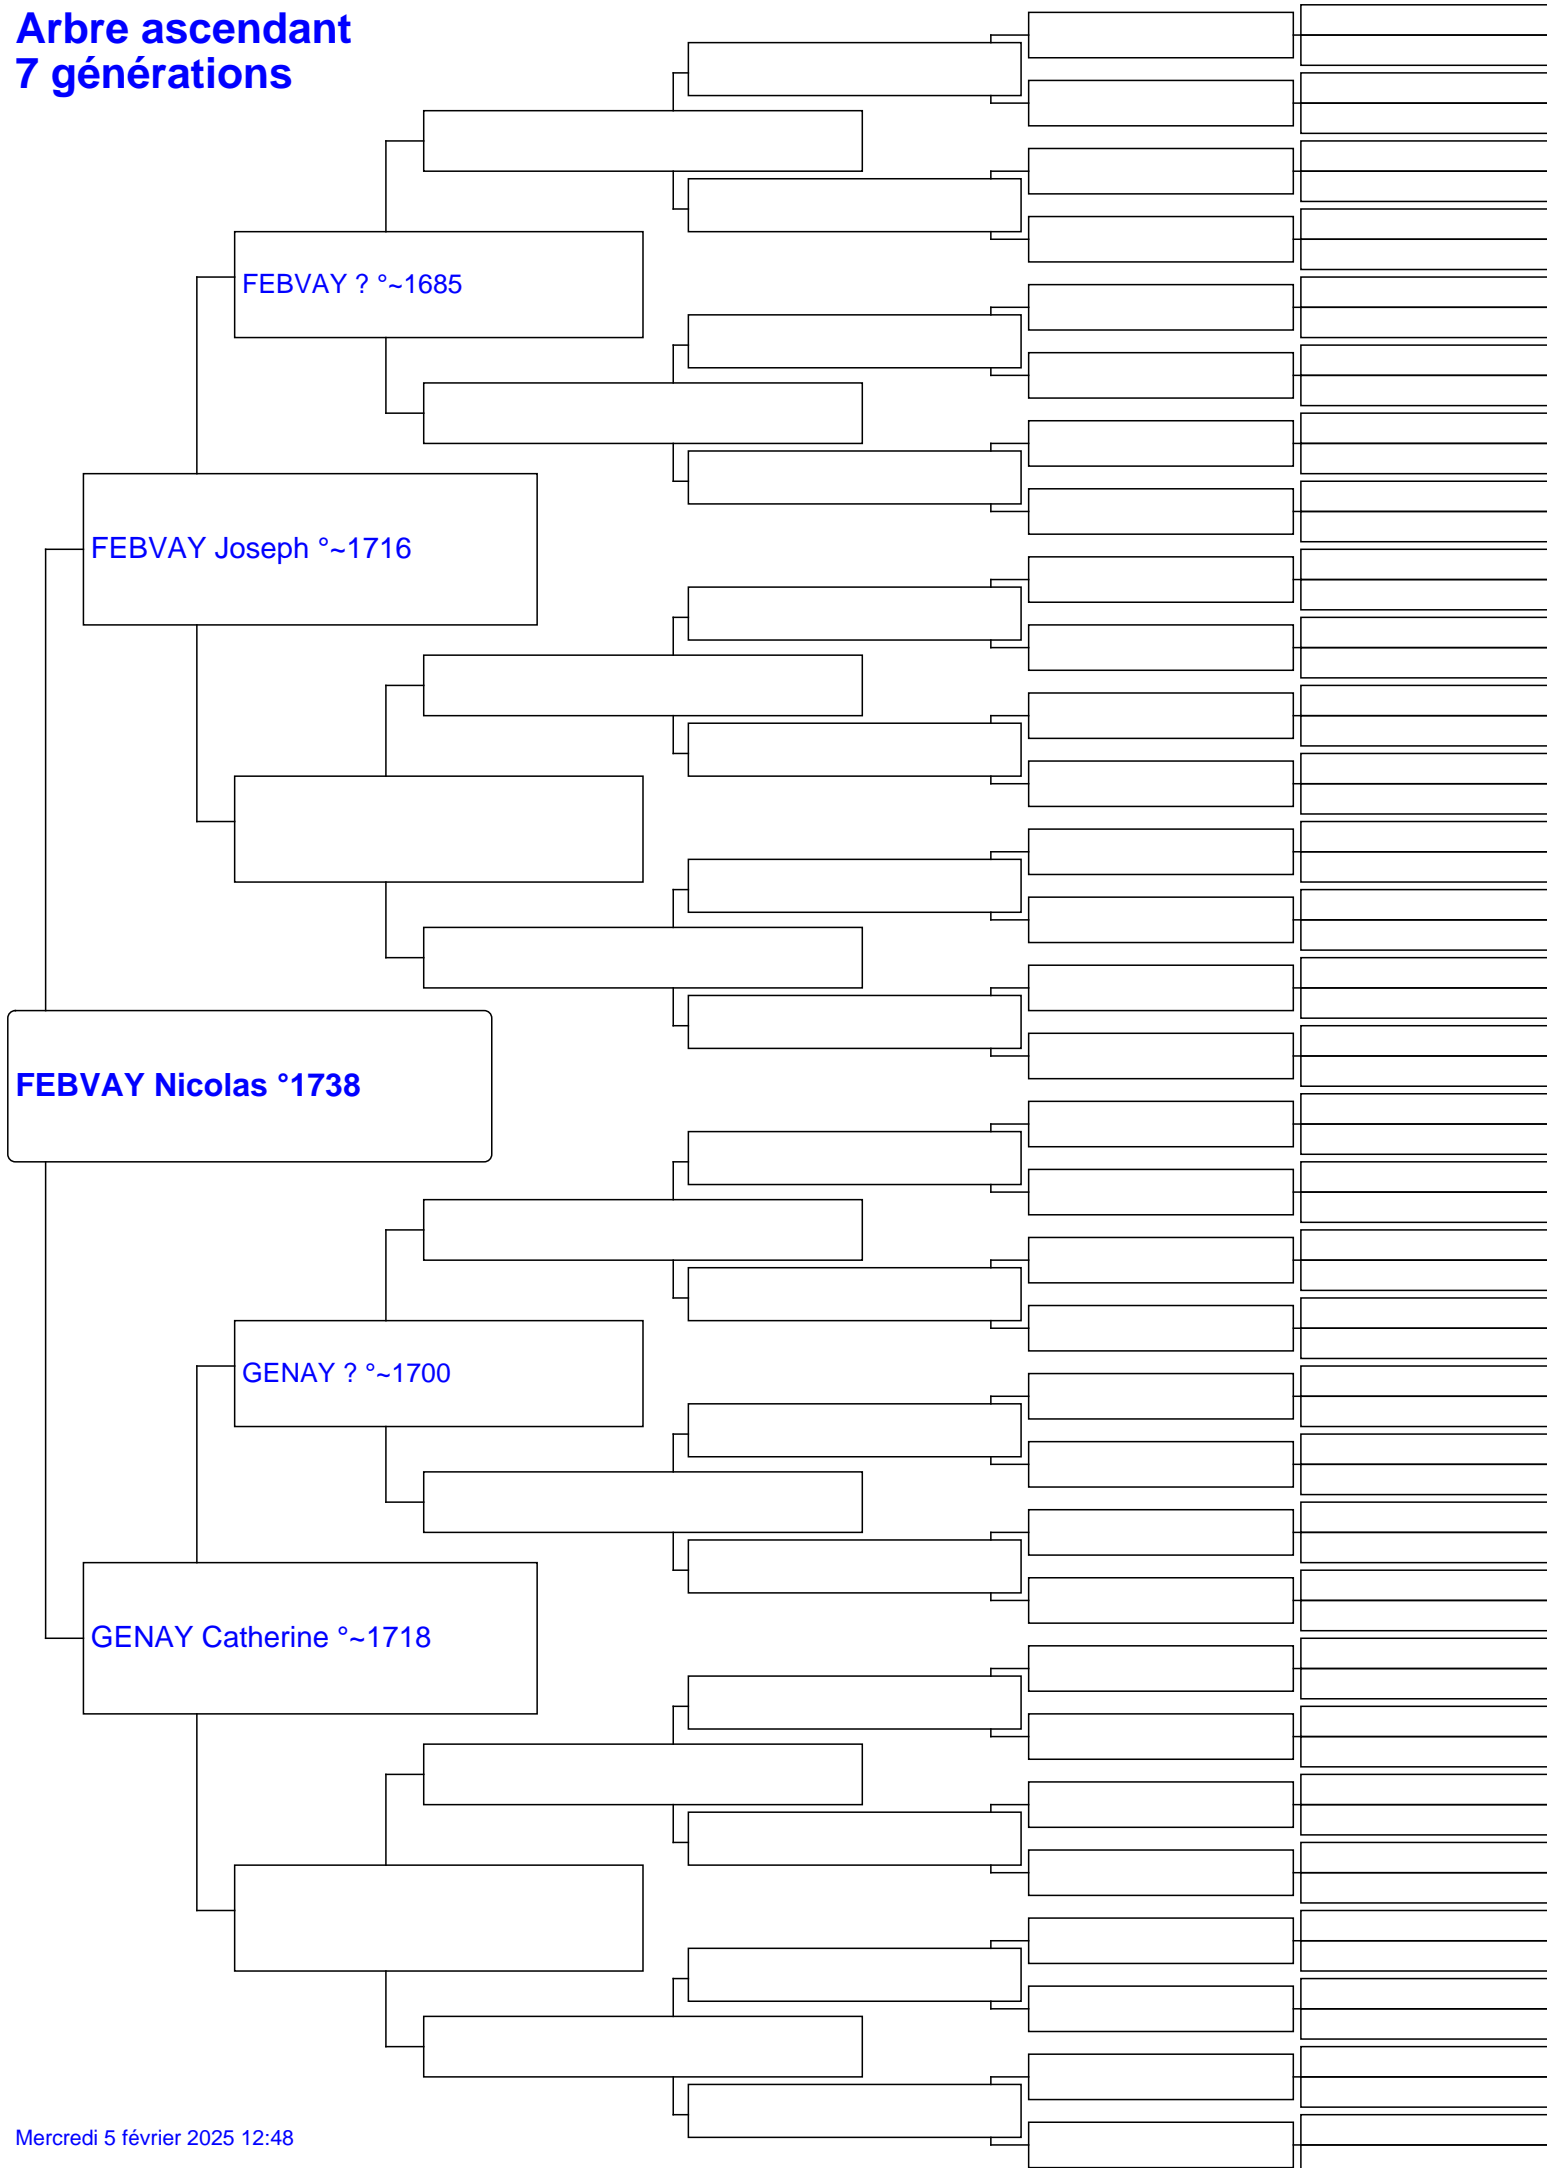 Arbre ascendant
7 générations
FEBVAY ? °~1685
FEBVAY Joseph °~1716
FEBVAY Nicolas °1738
GENAY ? °~1700
GENAY Catherine °~1718
Mercredi 5 février 2025 12:48